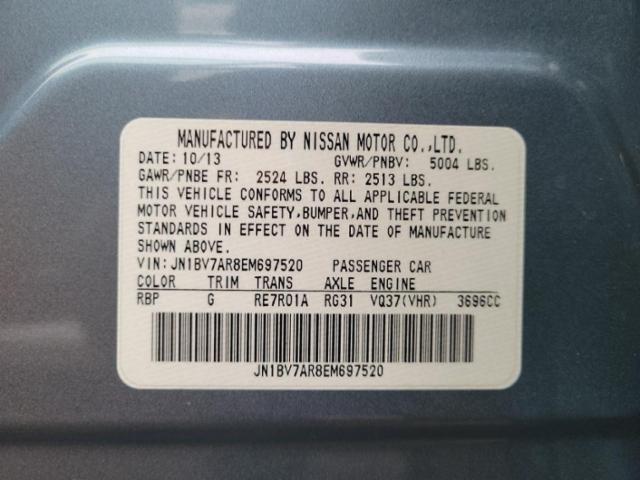 MANUFACTURED BY NISSAN MOTOR CO.,LTD.
DATE: 10/13 GVWR/PNBV: 5004 LBS.
GAWR/PNBE FR: 2524 LBS. RR: 2513 LBS.
THIS VEHICLE CONFORMS TO ALL APPLICABLE FEDERAL
MOTOR VEHICLE SAFETY,BUMPER,AND THEFT PREVENTION
STANDARDS IN EFFECT ON THE DATE OF MANUFACTURE
SHOWN ABOVE.
VIN:JN1BV7AR8EM697520 PASSENGER CAR
COLOR TRIM TRANS AXLE ENGINE
RBP G RE7R01A RG31 VQ37(VHR) 3696CC
JN1BV7AR8EM697520